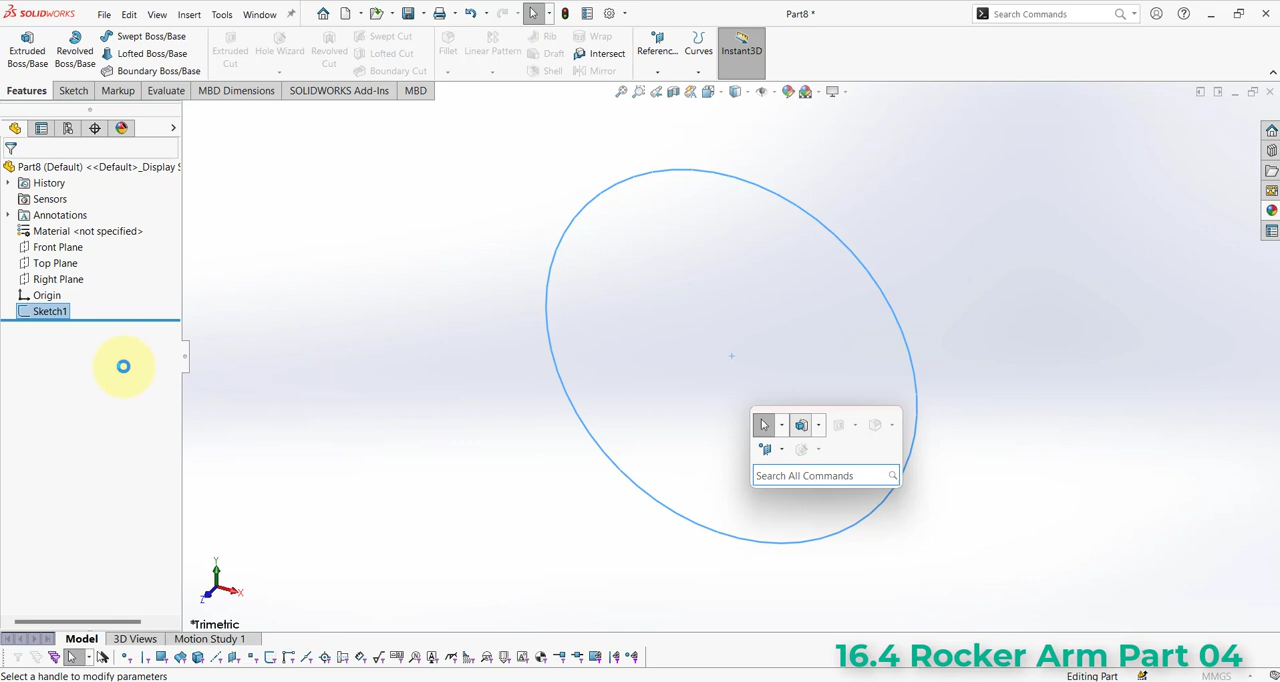 SOLIDWORKS File Edit View Insert Tools Window Part8 * Search Commands
Extruded Boss/Base
Revolved Boss/Base
Swept Boss/Base
Lofted Boss/Base
Boundary Boss/Base
Extruded Cut
Hole Wizard
Revolved Cut
Swept Cut
Lofted Cut
Boundary Cut
Fillet
Linear Pattern
Rib
Draft
Shell
Wrap
Intersect
Mirror
Referenc...
Curves
Instant3D
Features Sketch Markup Evaluate MBD Dimensions SOLIDWORKS Add-Ins MBD
Part8 (Default) <<Default>_Display S
History
Sensors
Annotations
Material <not specified>
Front Plane
Top Plane
Right Plane
Origin
Sketch1
Search All Commands
Y
X
Z
*Trimetric
Model 3D Views Motion Study 1
16.4 Rocker Arm Part 04
Select a handle to modify parameters
Editing Part
MMGS